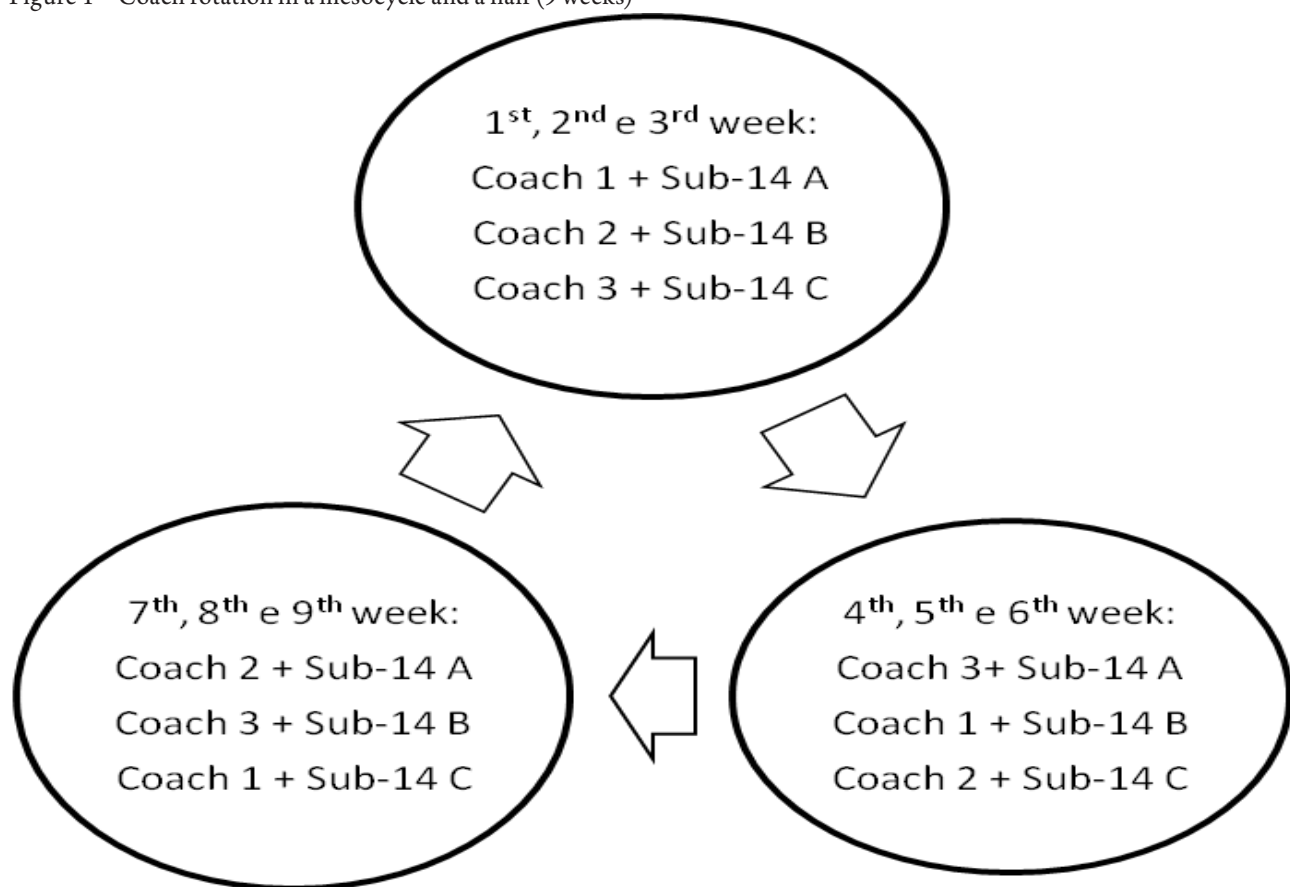 Figure 1 – Coach rotation in a mesocycle and a half (9 weeks)
1st, 2nd e 3rd week:
Coach 1 + Sub-14 A
Coach 2 + Sub-14 B
Coach 3 + Sub-14 C
7th, 8th e 9th week:
Coach 2 + Sub-14 A
Coach 3 + Sub-14 B
Coach 1 + Sub-14 C
4th, 5th e 6th week:
Coach 3+ Sub-14 A
Coach 1 + Sub-14 B
Coach 2 + Sub-14 C